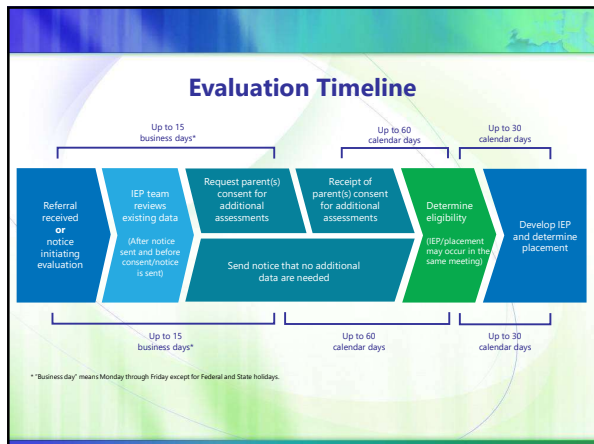 Evaluation Timeline
Up to 15
business days*
Up to 60
calendar days
Up to 30
calendar days
Referral
received
or
notice
initiating
evaluation
IEP team
reviews
existing data
(After notice
sent and before
consent/notice
is sent)
Request parent(s)
consent for
additional
assessments
Receipt of
parent(s) consent
for additional
assessments
Send notice that no additional
data are needed
Determine
eligibility
(IEP/placement
may occur in the
same meeting)
Develop IEP
and determine
placement
Up to 15
business days*
Up to 60
calendar days
Up to 30
calendar days
* "Business day" means Monday through Friday except for Federal and State holidays.